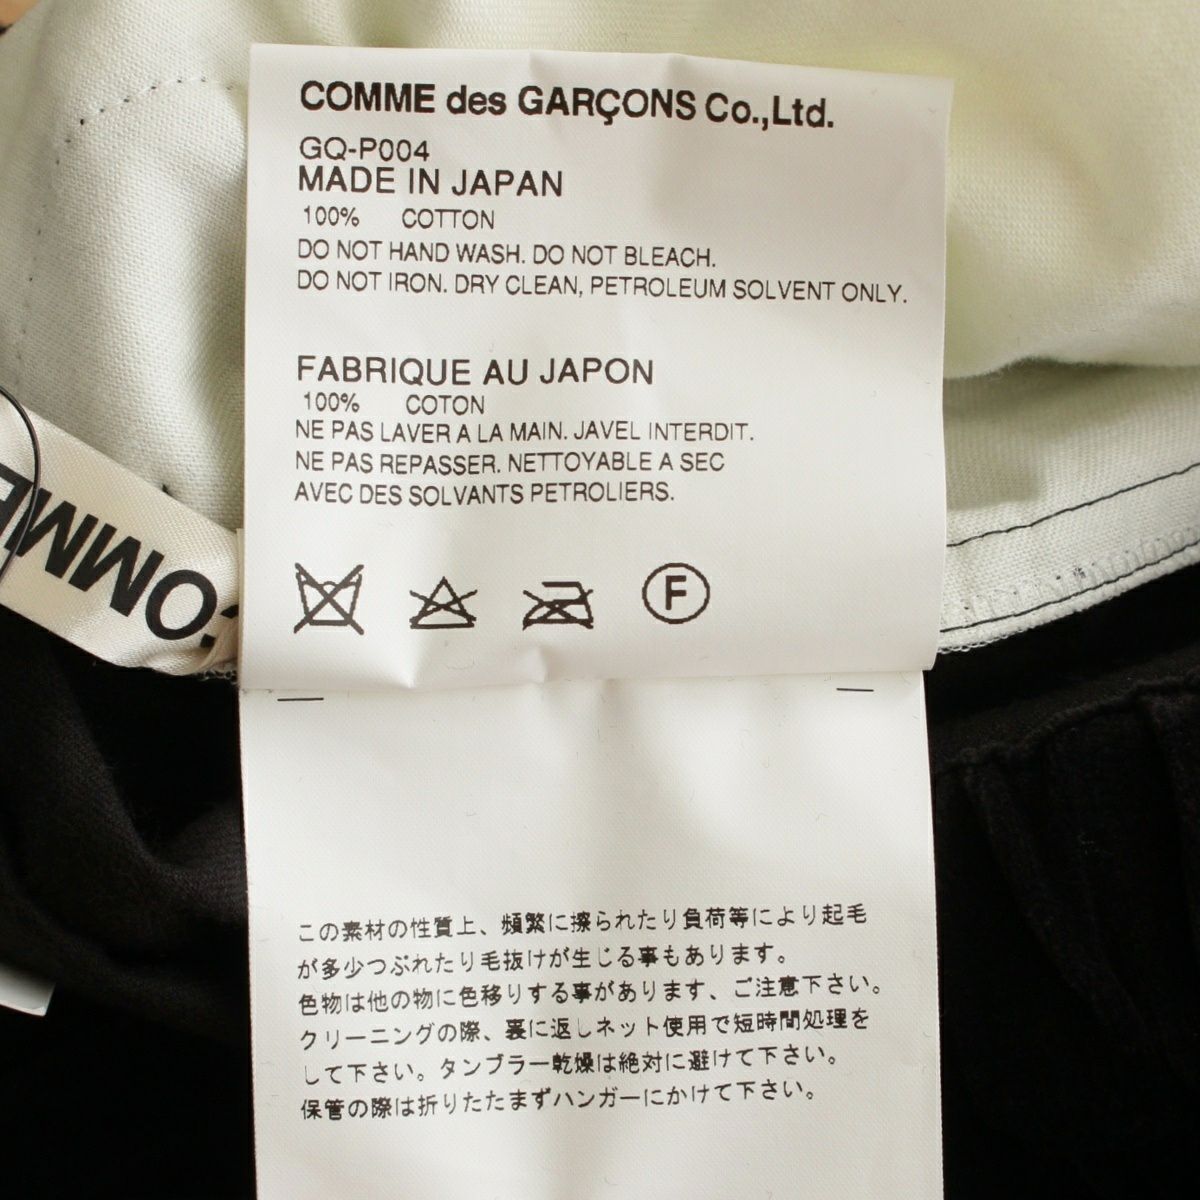 COMME des GARÇONS Co.,Ltd.
GQ-P004
MADE IN JAPAN
100% COTTON
DO NOT HAND WASH. DO NOT BLEACH.
DO NOT IRON. DRY CLEAN, PETROLEUM SOLVENT ONLY.
FABRIQUE AU JAPON
100% COTON
NE PAS LAVER A LA MAIN. JAVEL INTERDIT.
NE PAS REPASSER. NETTOYABLE A SEC
AVEC DES SOLVANTS PETROLIERS.
F
COMME
この素材の性質上、頻繁に擦られたり負荷等により起毛
が多少つぶれたり毛抜けが生じる事もあります。
色物は他の物に色移りする事があります、ご注意下さい。
クリーニングの際、裏に返しネット使用で短時間処理を
して下さい。タンブラー乾燥は絶対に避けて下さい。
保管の際は折りたたまずハンガーにかけて下さい。